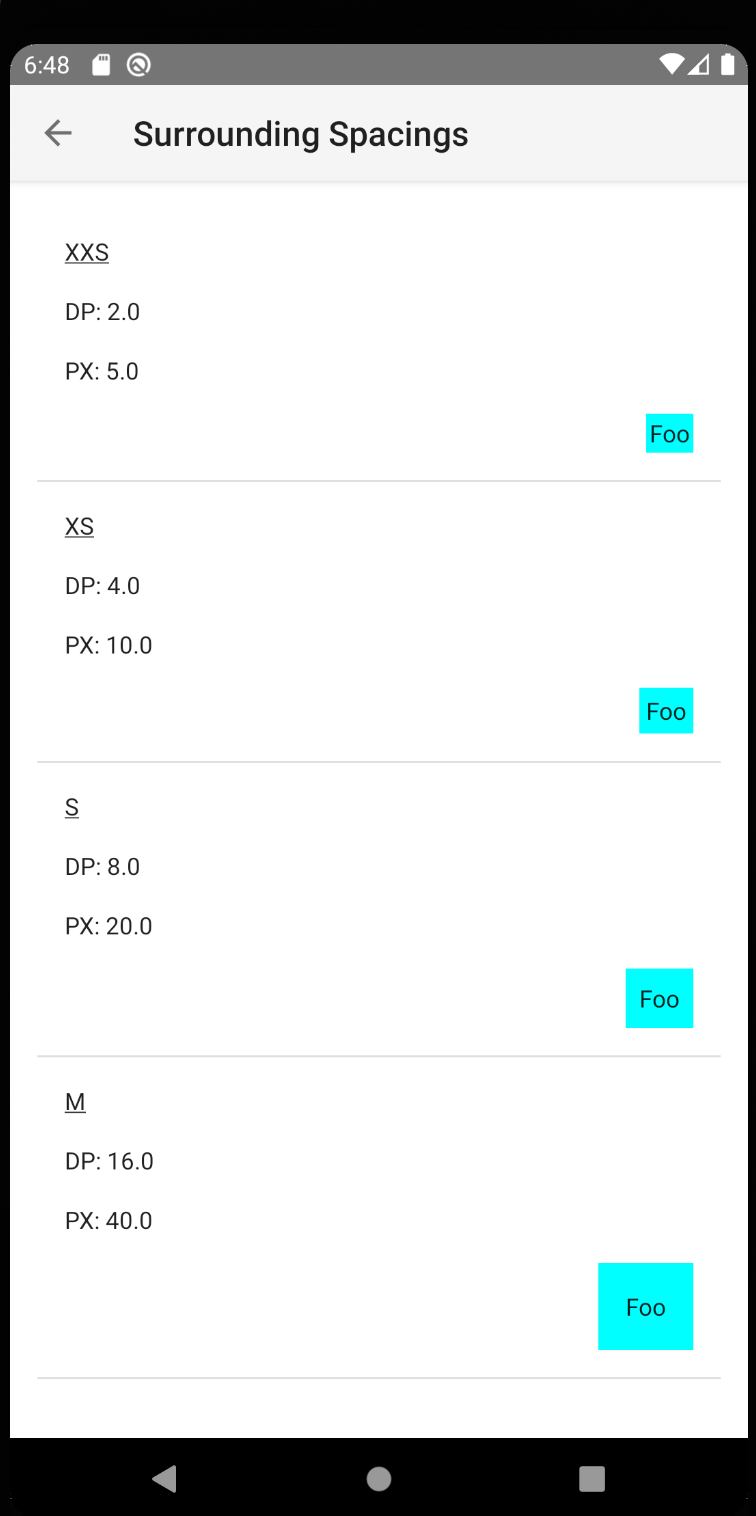 6:48
Surrounding Spacings
XXS
DP: 2.0
PX: 5.0
Foo
XS
DP: 4.0
PX: 10.0
Foo
S
DP: 8.0
PX: 20.0
Foo
M
DP: 16.0
PX: 40.0
Foo